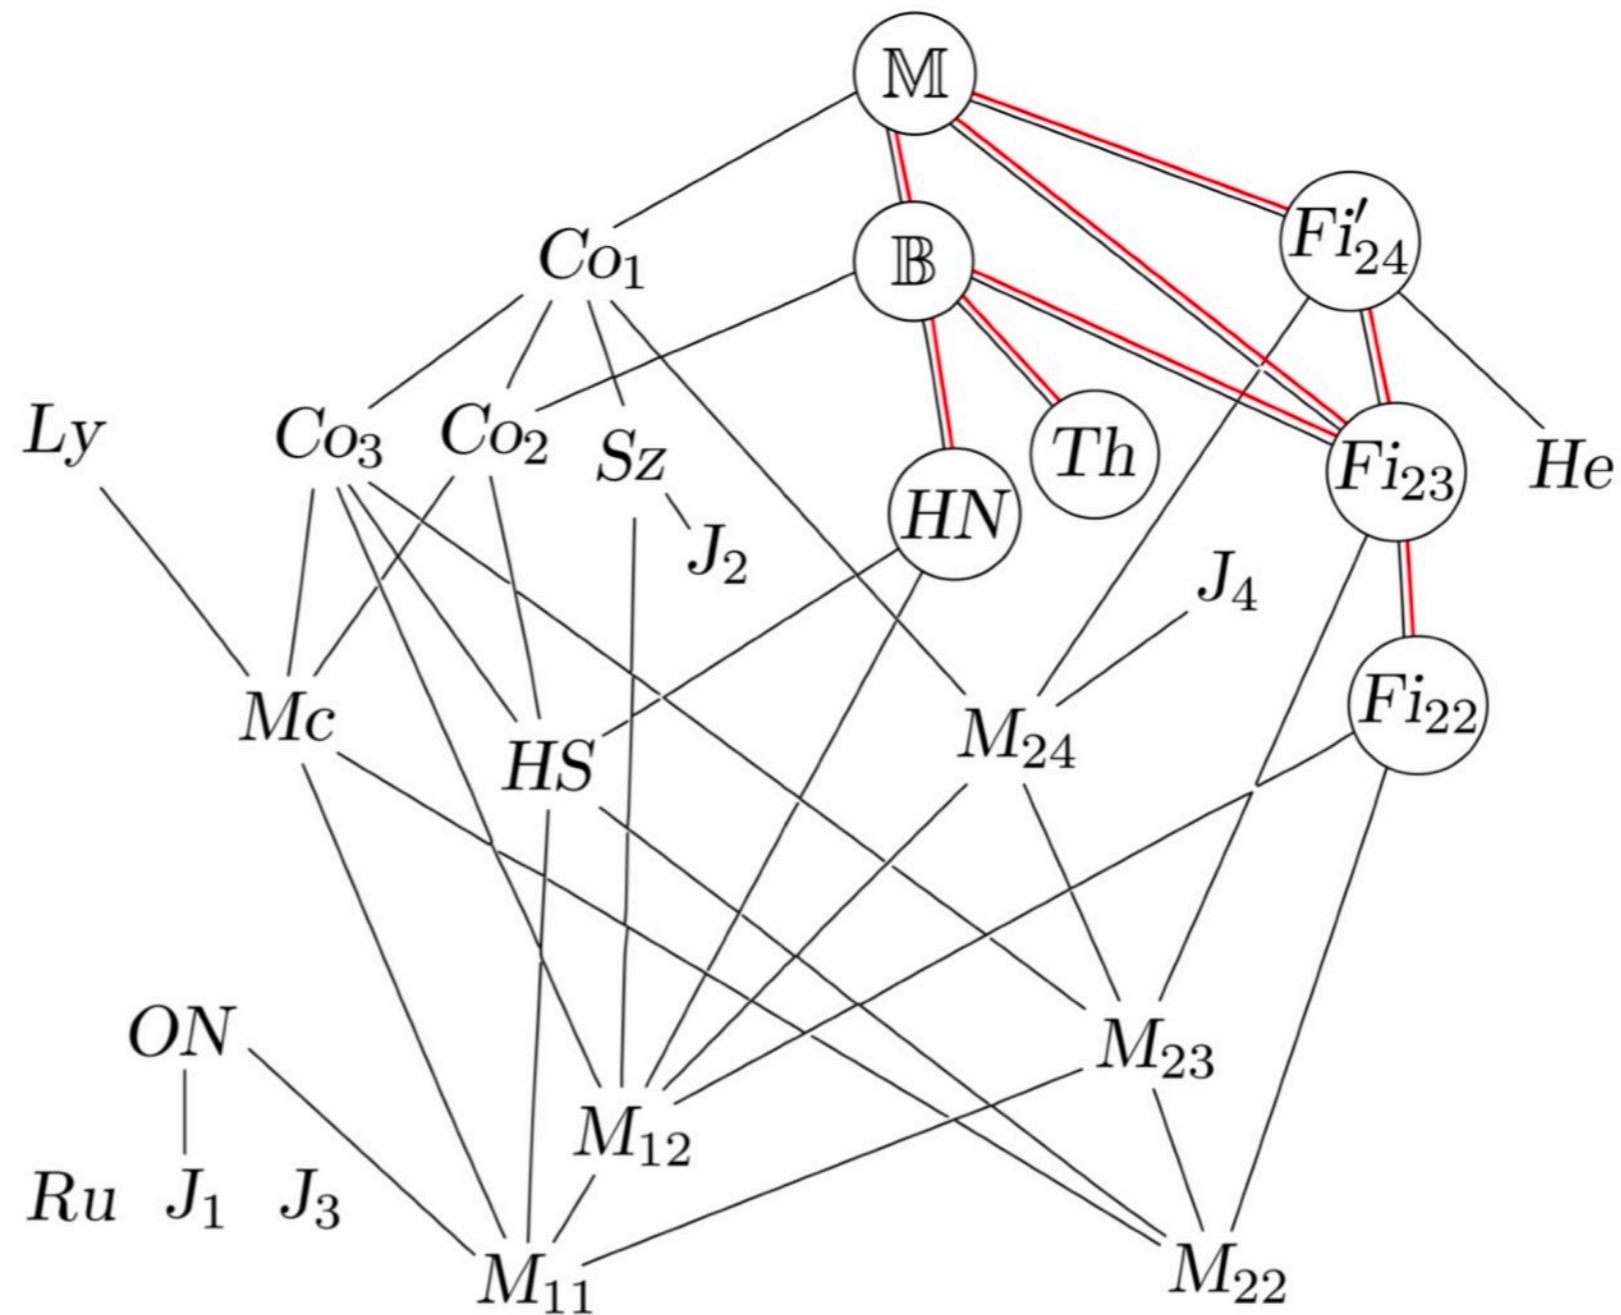 𝕄
Fi′₂₄
Co₁
𝔹
Ly
Co₃
Co₂
Sz
Th
Fi₂₃
He
HN
J₂
J₄
Mc
HS
M₂₄
Fi₂₂
ON
M₂₃
M₁₂
Ru
J₁
J₃
M₁₁
M₂₂